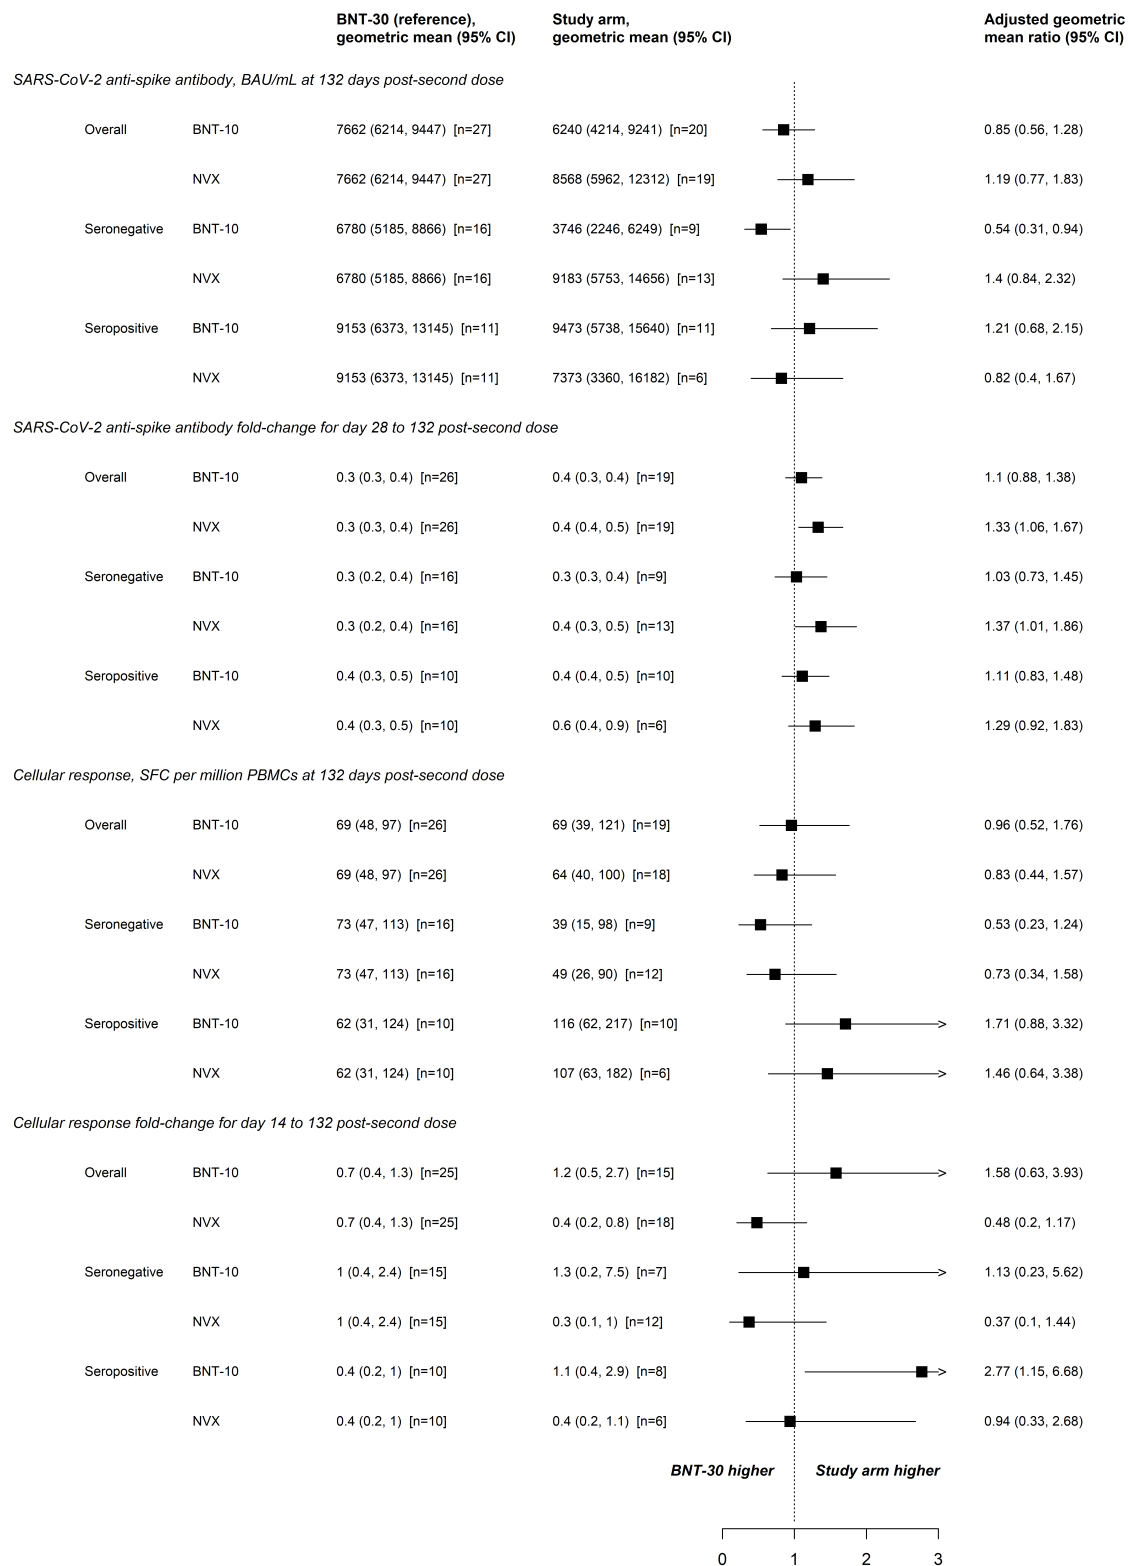 BNT-30 (reference), Study arm, Adjusted geometric
geometric mean (95% CI) geometric mean (95% CI) mean ratio (95% CI)
SARS-CoV-2 anti-spike antibody, BAU/mL at 132 days post-second dose
Overall BNT-10 7662 (6214, 9447) [n=27] 6240 (4214, 9241) [n=20] 0.85 (0.56, 1.28)
NVX 7662 (6214, 9447) [n=27] 8568 (5962, 12312) [n=19] 1.19 (0.77, 1.83)
Seronegative BNT-10 6780 (5185, 8866) [n=16] 3746 (2246, 6249) [n=9] 0.54 (0.31, 0.94)
NVX 6780 (5185, 8866) [n=16] 9183 (5753, 14656) [n=13] 1.4 (0.84, 2.32)
Seropositive BNT-10 9153 (6373, 13145) [n=11] 9473 (5738, 15640) [n=11] 1.21 (0.68, 2.15)
NVX 9153 (6373, 13145) [n=11] 7373 (3360, 16182) [n=6] 0.82 (0.4, 1.67)
SARS-CoV-2 anti-spike antibody fold-change for day 28 to 132 post-second dose
Overall BNT-10 0.3 (0.3, 0.4) [n=26] 0.4 (0.3, 0.4) [n=19] 1.1 (0.88, 1.38)
NVX 0.3 (0.3, 0.4) [n=26] 0.4 (0.4, 0.5) [n=19] 1.33 (1.06, 1.67)
Seronegative BNT-10 0.3 (0.2, 0.4) [n=16] 0.3 (0.3, 0.4) [n=9] 1.03 (0.73, 1.45)
NVX 0.3 (0.2, 0.4) [n=16] 0.4 (0.3, 0.5) [n=13] 1.37 (1.01, 1.86)
Seropositive BNT-10 0.4 (0.3, 0.5) [n=10] 0.4 (0.4, 0.5) [n=10] 1.11 (0.83, 1.48)
NVX 0.4 (0.3, 0.5) [n=10] 0.6 (0.4, 0.9) [n=6] 1.29 (0.92, 1.83)
Cellular response, SFC per million PBMCs at 132 days post-second dose
Overall BNT-10 69 (48, 97) [n=26] 69 (39, 121) [n=19] 0.96 (0.52, 1.76)
NVX 69 (48, 97) [n=26] 64 (40, 100) [n=18] 0.83 (0.44, 1.57)
Seronegative BNT-10 73 (47, 113) [n=16] 39 (15, 98) [n=9] 0.53 (0.23, 1.24)
NVX 73 (47, 113) [n=16] 49 (26, 90) [n=12] 0.73 (0.34, 1.58)
Seropositive BNT-10 62 (31, 124) [n=10] 116 (62, 217) [n=10] 1.71 (0.88, 3.32)
NVX 62 (31, 124) [n=10] 107 (63, 182) [n=6] 1.46 (0.64, 3.38)
Cellular response fold-change for day 14 to 132 post-second dose
Overall BNT-10 0.7 (0.4, 1.3) [n=25] 1.2 (0.5, 2.7) [n=15] 1.58 (0.63, 3.93)
NVX 0.7 (0.4, 1.3) [n=25] 0.4 (0.2, 0.8) [n=18] 0.48 (0.2, 1.17)
Seronegative BNT-10 1 (0.4, 2.4) [n=15] 1.3 (0.2, 7.5) [n=7] 1.13 (0.23, 5.62)
NVX 1 (0.4, 2.4) [n=15] 0.3 (0.1, 1) [n=12] 0.37 (0.1, 1.44)
Seropositive BNT-10 0.4 (0.2, 1) [n=10] 1.1 (0.4, 2.9) [n=8] 2.77 (1.15, 6.68)
NVX 0.4 (0.2, 1) [n=10] 0.4 (0.2, 1.1) [n=6] 0.94 (0.33, 2.68)
BNT-30 higher Study arm higher
0 1 2 3